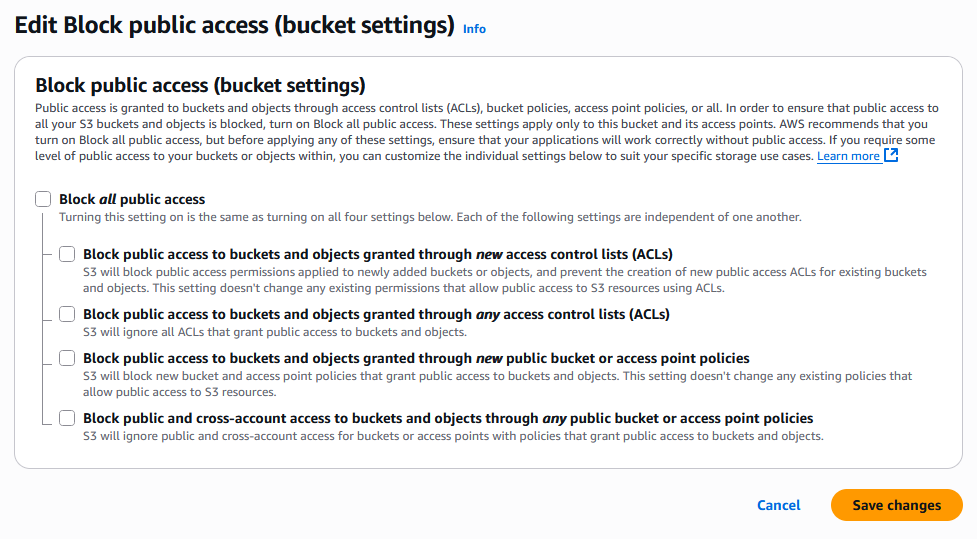 Edit Block public access (bucket settings) Info
Block public access (bucket settings)
Public access is granted to buckets and objects through access control lists (ACLs), bucket policies, access point policies, or all. In order to ensure that public access to
all your S3 buckets and objects is blocked, turn on Block all public access. These settings apply only to this bucket and its access points. AWS recommends that you
turn on Block all public access, but before applying any of these settings, ensure that your applications will work correctly without public access. If you require some
level of public access to your buckets or objects within, you can customize the individual settings below to suit your specific storage use cases. Learn more
Block all public access
Turning this setting on is the same as turning on all four settings below. Each of the following settings are independent of one another.
Block public access to buckets and objects granted through new access control lists (ACLs)
S3 will block public access permissions applied to newly added buckets or objects, and prevent the creation of new public access ACLs for existing buckets
and objects. This setting doesn't change any existing permissions that allow public access to S3 resources using ACLs.
Block public access to buckets and objects granted through any access control lists (ACLs)
S3 will ignore all ACLs that grant public access to buckets and objects.
Block public access to buckets and objects granted through new public bucket or access point policies
S3 will block new bucket and access point policies that grant public access to buckets and objects. This setting doesn't change any existing policies that
allow public access to S3 resources.
Block public and cross-account access to buckets and objects through any public bucket or access point policies
S3 will ignore public and cross-account access for buckets or access points with policies that grant public access to buckets and objects.
Cancel
Save changes